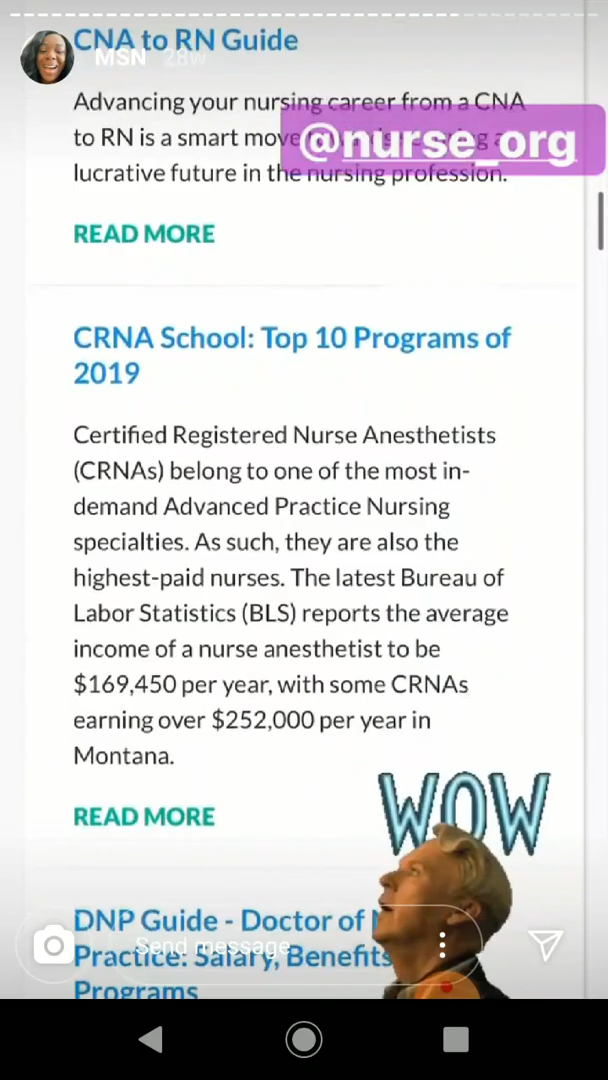 CNA to RN Guide
MSN 28w
Advancing your nursing career from a CNA
to RN is a smart move
@nurse_org
lucrative future in the nursing profession.
READ MORE
CRNA School: Top 10 Programs of
2019
Certified Registered Nurse Anesthetists
(CRNAs) belong to one of the most in-
demand Advanced Practice Nursing
specialties. As such, they are also the
highest-paid nurses. The latest Bureau of
Labor Statistics (BLS) reports the average
income of a nurse anesthetist to be
$169,450 per year, with some CRNAs
earning over $252,000 per year in
Montana.
READ MORE
WOW
DNP Guide - Doctor of
Send message
Practice: Salary, Benefits
Programs